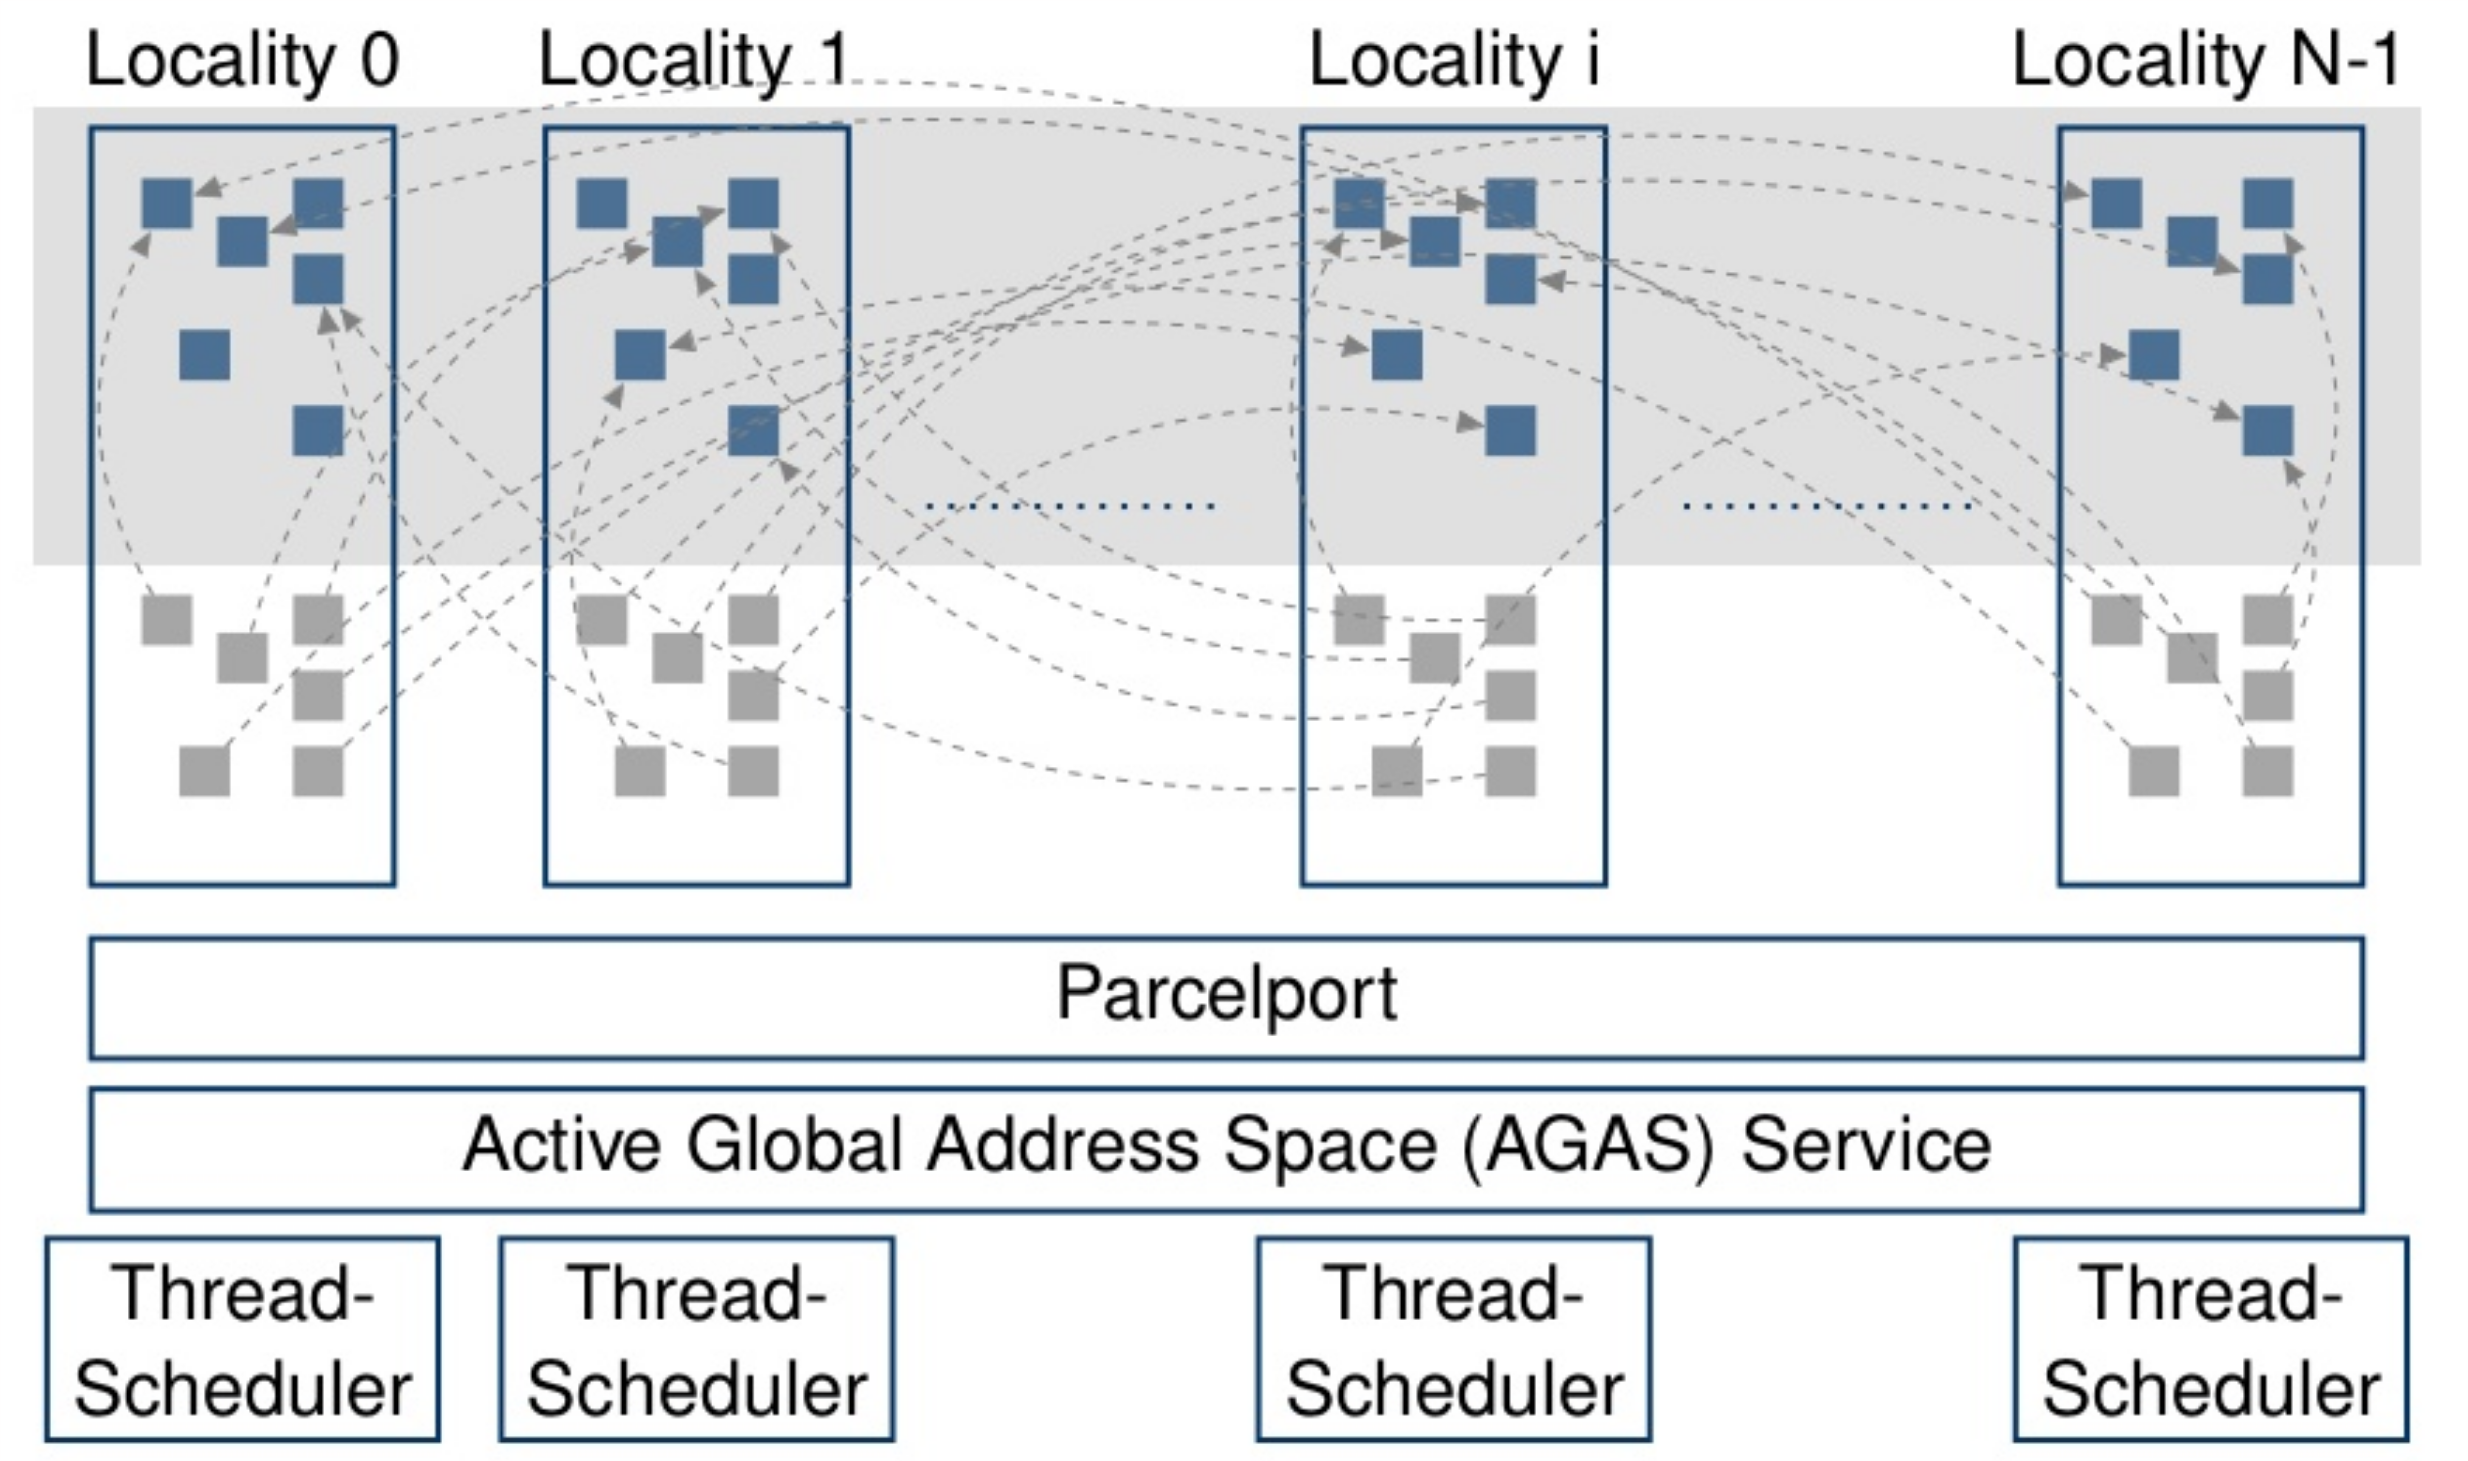 Locality 0
Locality 1
Locality i
Locality N-1
Parcelport
Active Global Address Space (AGAS) Service
Thread-
Scheduler
Thread-
Scheduler
Thread-
Scheduler
Thread-
Scheduler